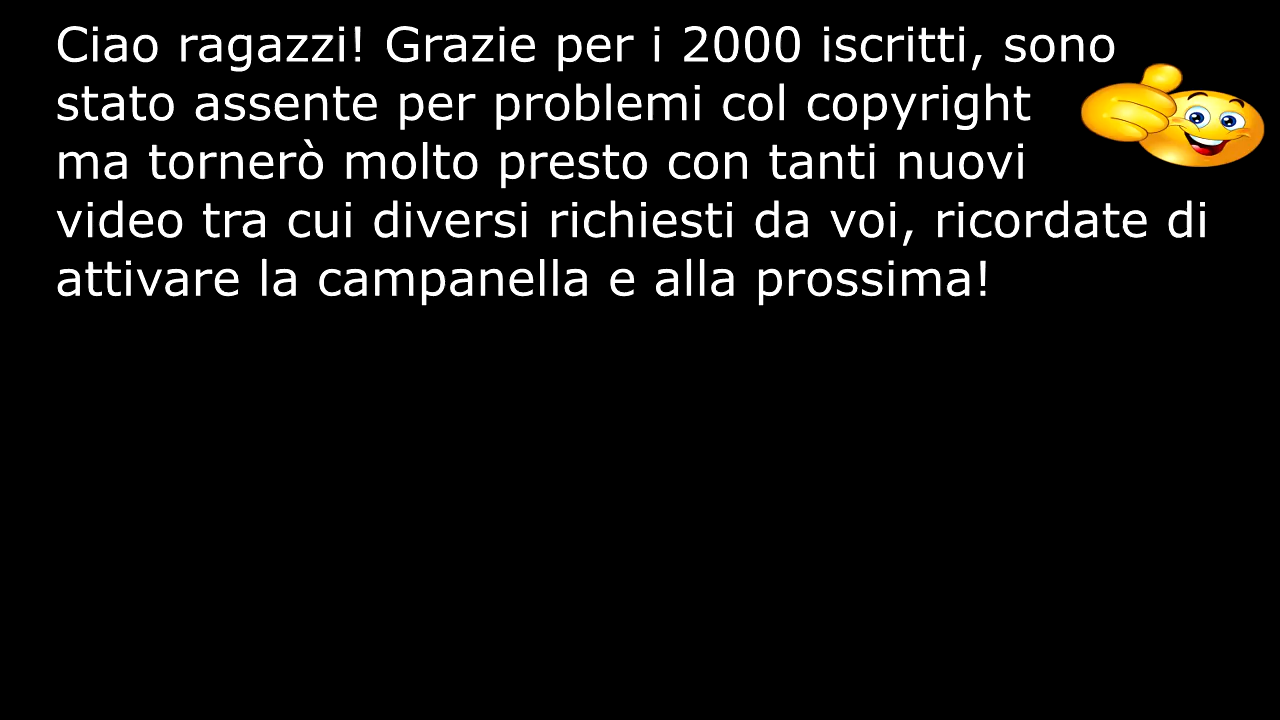 Ciao ragazzi! Grazie per i 2000 iscritti, sono
stato assente per problemi col copyright
ma tornerò molto presto con tanti nuovi
video tra cui diversi richiesti da voi, ricordate di
attivare la campanella e alla prossima!